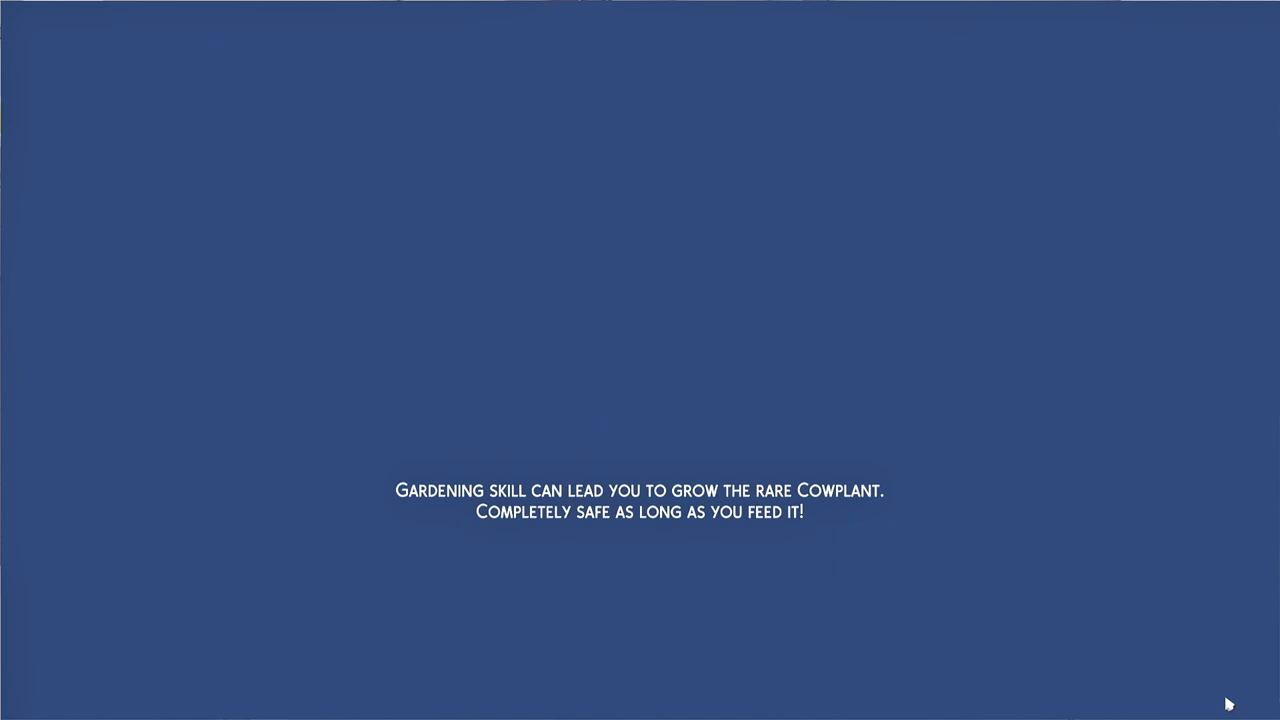 Gardening skill can lead you to grow the rare Cowplant.
Completely safe as long as you feed it!